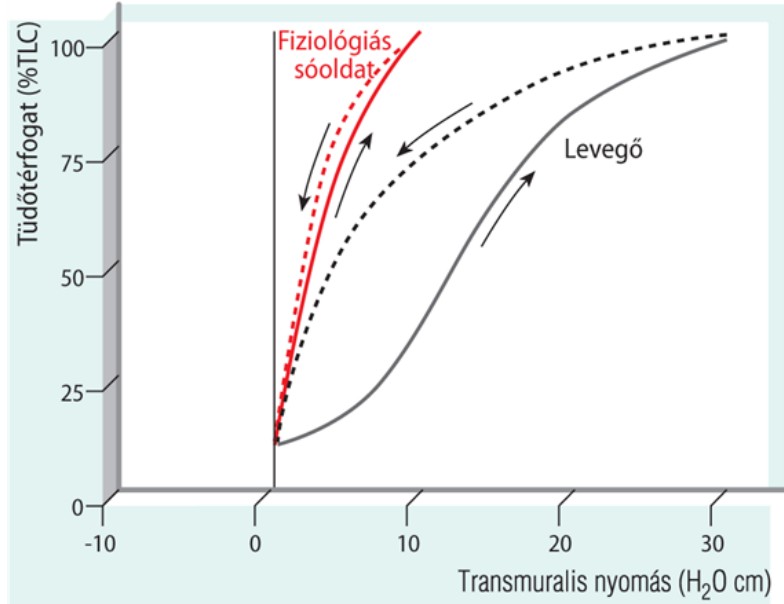 Tüdőtérfogat (%TLC)
100
75
50
25
0
Fiziológiás
sóoldat
Levegő
-10
0
10
20
30
Transmuralis nyomás (H₂O cm)